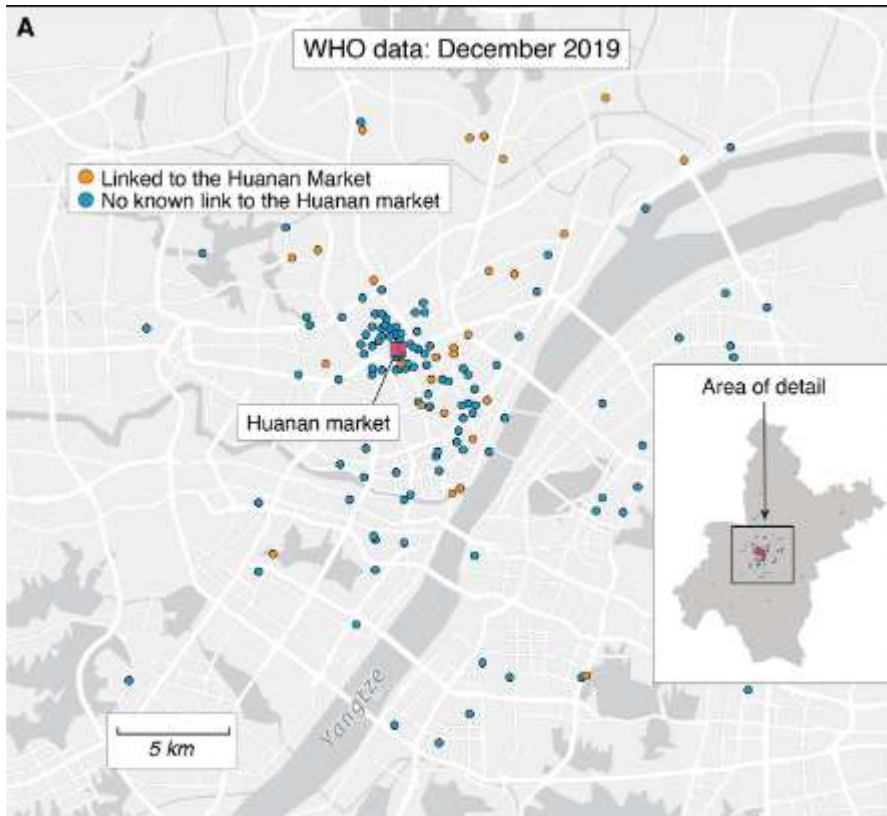 A
WHO data: December 2019
Linked to the Huanan Market
No known link to the Huanan market
Huanan market
Area of detail
Yangtze
5 km